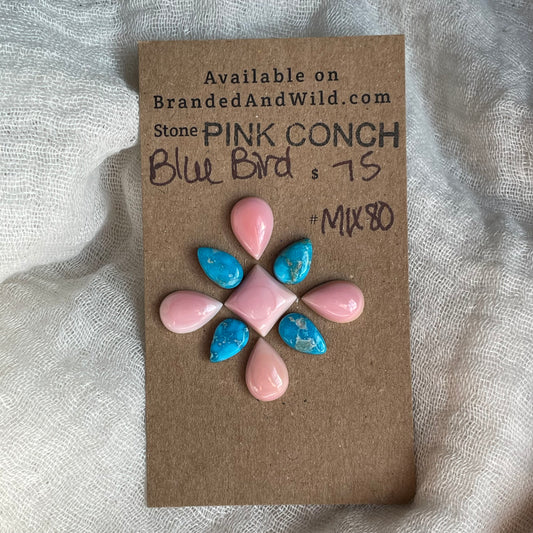 Available on
BrandedAndWild.com
Stone PINK CONCH
Blue Bird $ 75
# MIX80